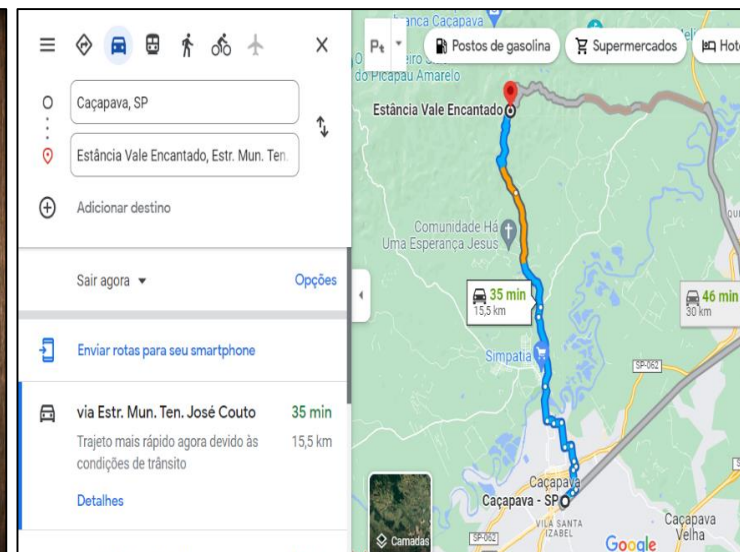 Caçapava, SP
Estância Vale Encantado, Estr. Mun. Ten.
Adicionar destino
Sair agora
Opções
Enviar rotas para seu smartphone
via Estr. Mun. Ten. José Couto
35 min
Trajeto mais rápido agora devido às
15,5 km
condições de trânsito
Detalhes
Caçapava
Postos de gasolina
Supermercados
do Picapau Amarelo
Estância Vale Encantado
Comunidade Há
Uma Esperança Jesus
35 min
15,5 km
46 min
30 km
Simpatia
SP-062
Caçapava
Caçapava - SP
VILA SANTA
IZABEL
Caçapava
Velha
SP-062
Camadas
Google